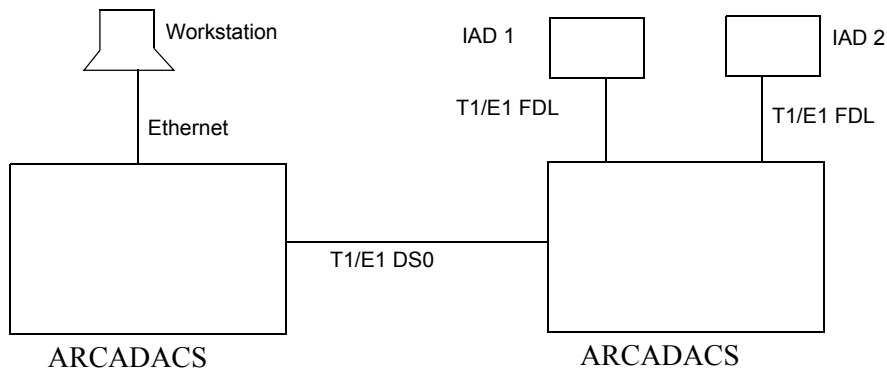 Workstation
IAD 1
IAD 2
T1/E1 FDL
T1/E1 FDL
Ethernet
T1/E1 DS0
ARCADACS
ARCADACS